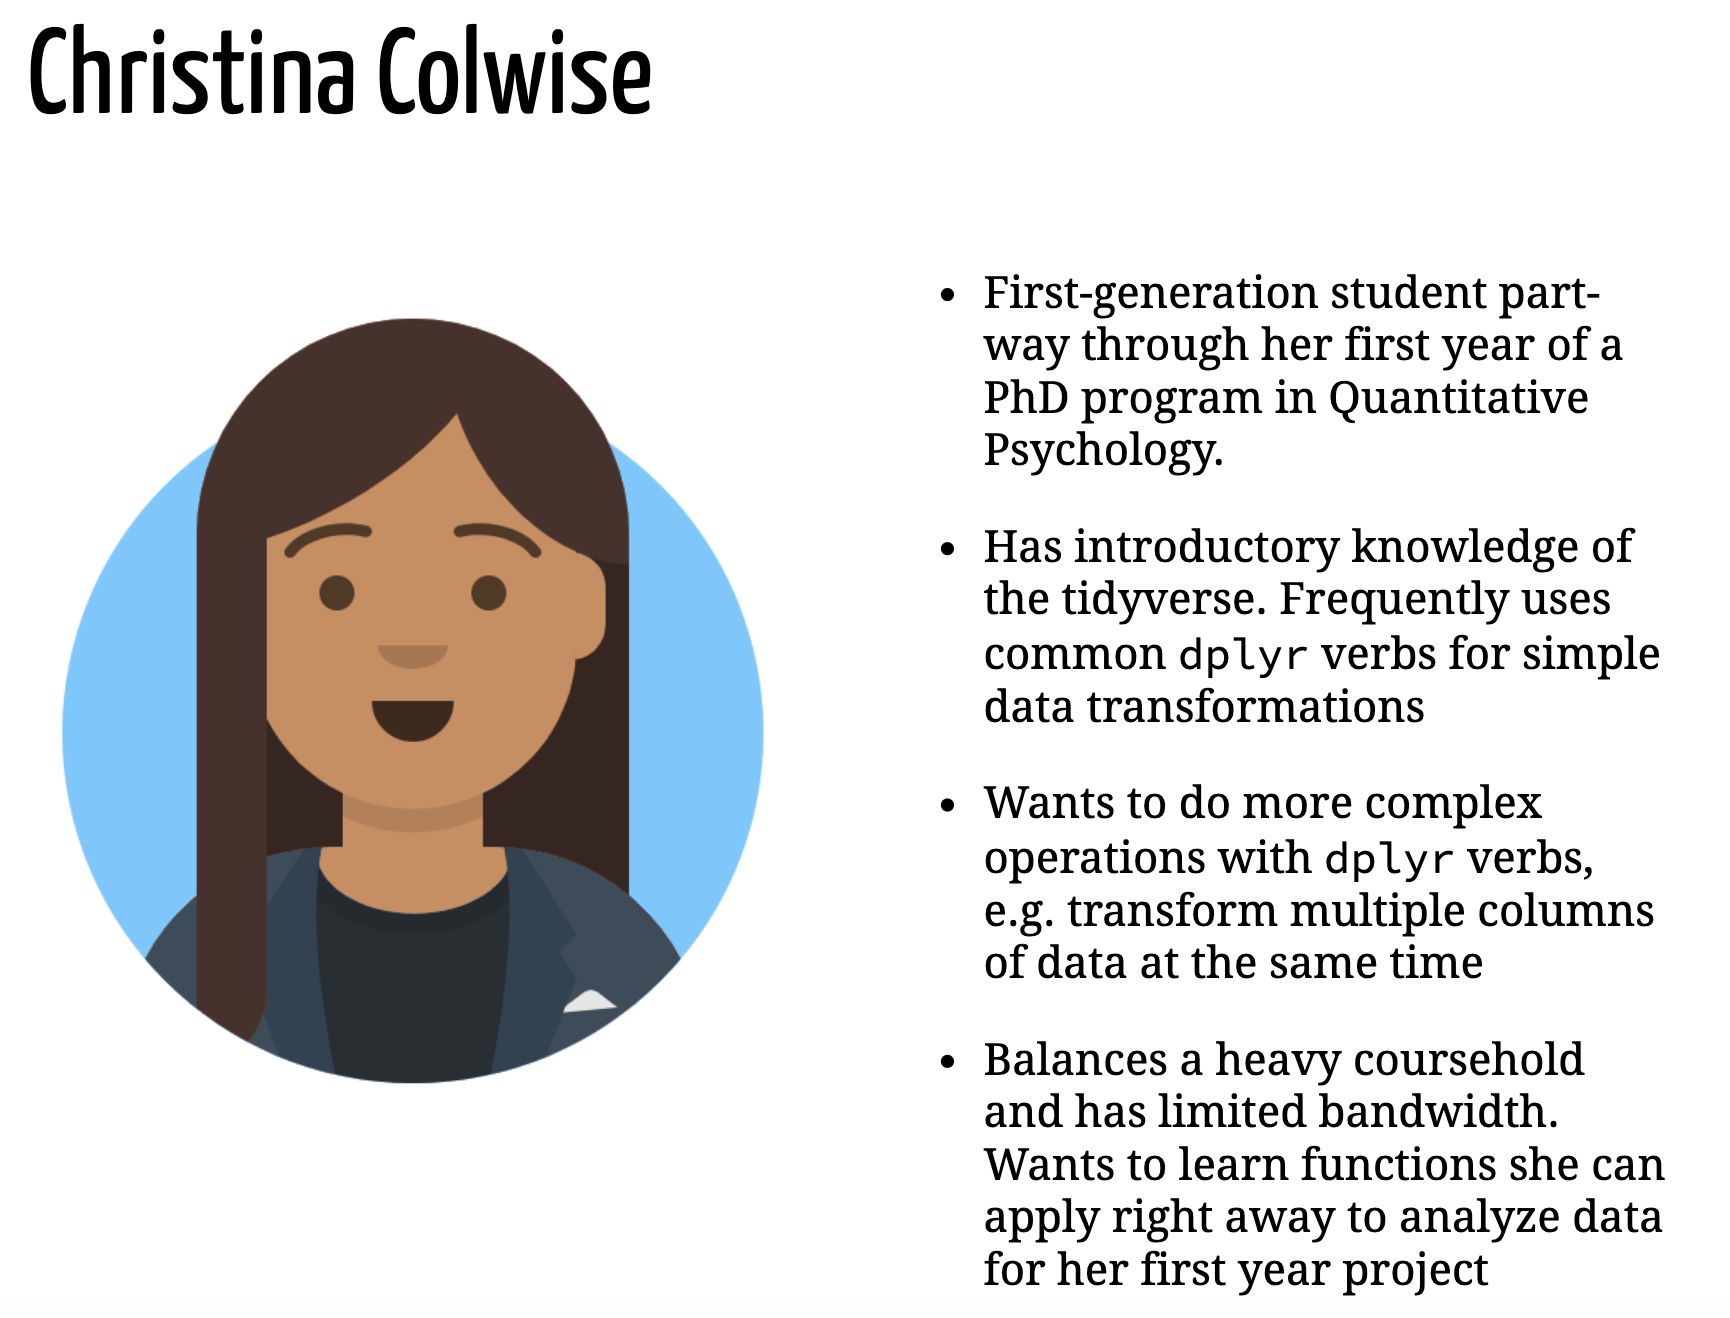 Christina Colwise
• First-generation student part-
way through her first year of a
PhD program in Quantitative
Psychology.
• Has introductory knowledge of
the tidyverse. Frequently uses
common dplyr verbs for simple
data transformations
• Wants to do more complex
operations with dplyr verbs,
e.g. transform multiple columns
of data at the same time
• Balances a heavy coursehold
and has limited bandwidth.
Wants to learn functions she can
apply right away to analyze data
for her first year project